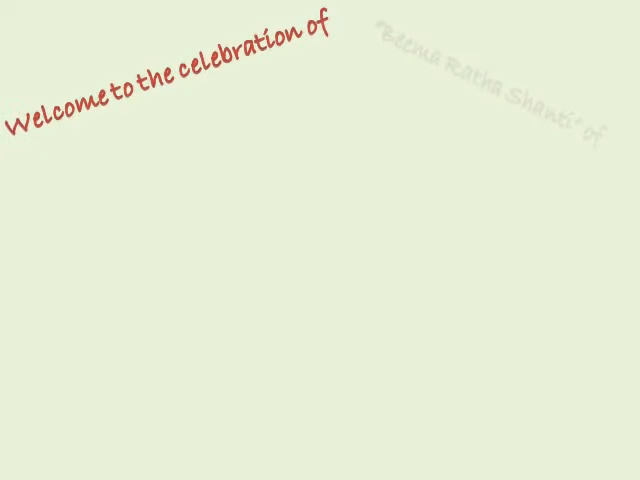 Welcome to the celebration of
"Beema Ratha Shanti" of